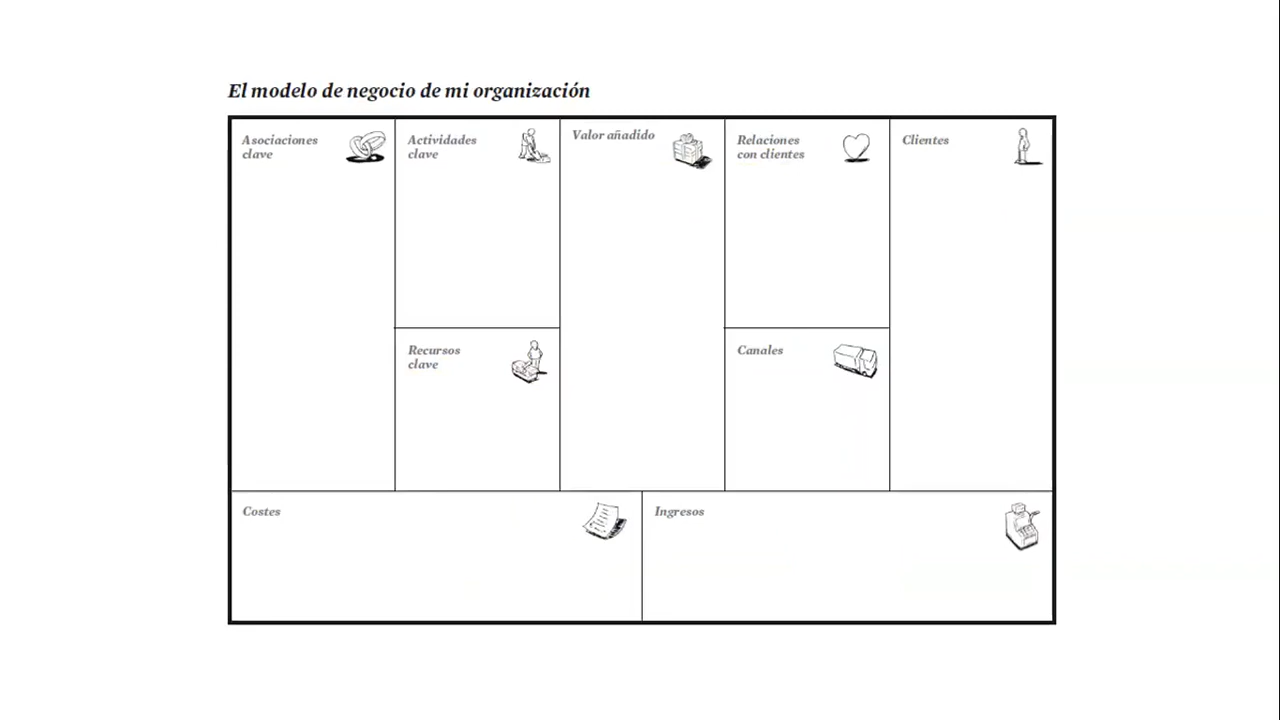 El modelo de negocio de mi organización
Asociaciones
clave
Actividades
clave
Valor añadido
Relaciones
con clientes
Clientes
Recursos
clave
Canales
Costes
Ingresos